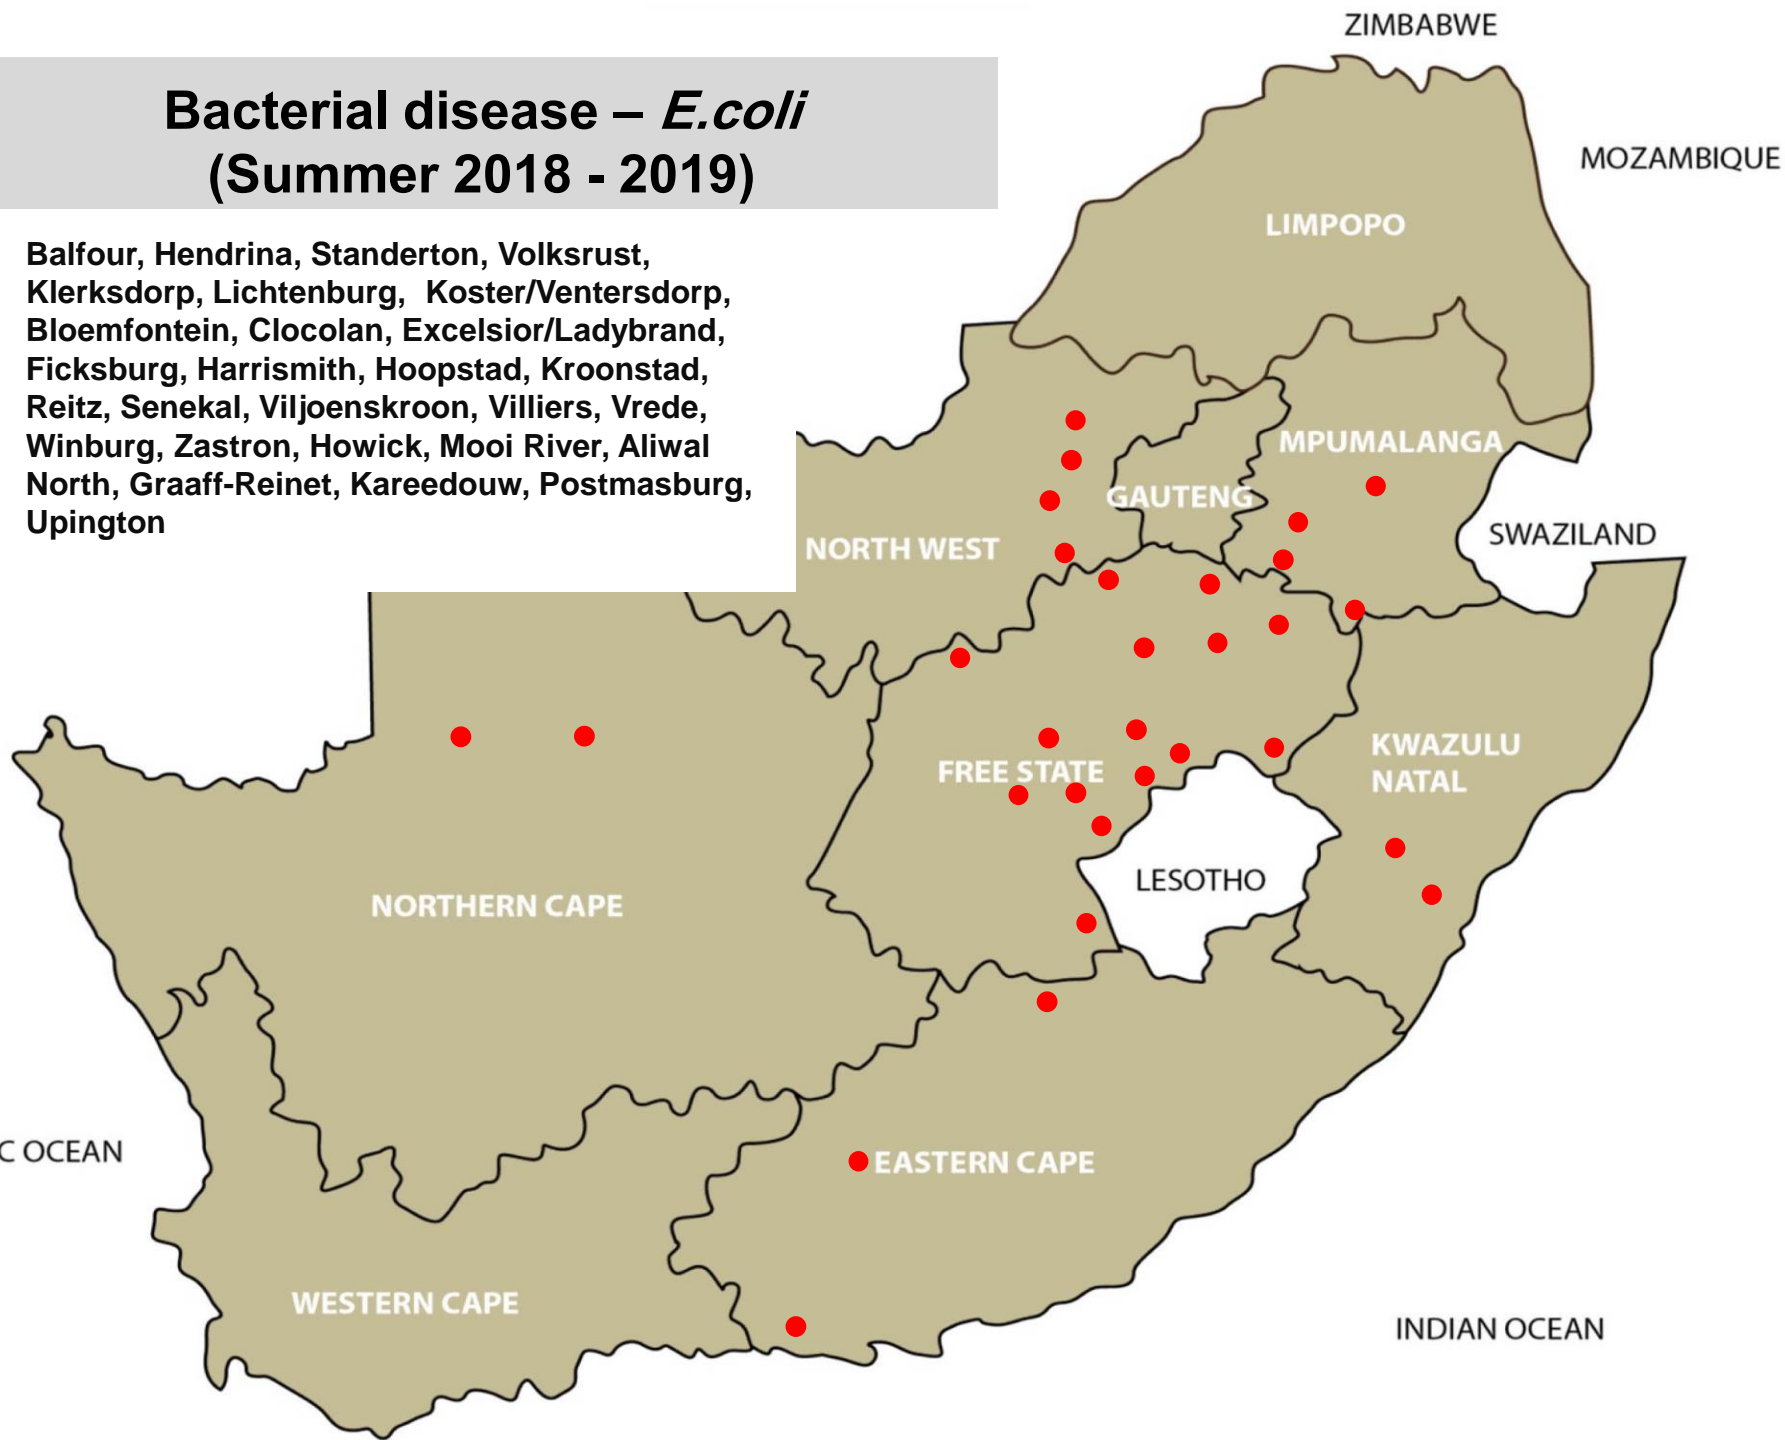 ZIMBABWE
Bacterial disease – E.coli
(Summer 2018 - 2019)
MOZAMBIQUE
LIMPOPO
Balfour, Hendrina, Standerton, Volksrust,
Klerksdorp, Lichtenburg, Koster/Ventersdorp,
Bloemfontein, Clocolan, Excelsior/Ladybrand,
Ficksburg, Harrismith, Hoopstad, Kroonstad,
Reitz, Senekal, Viljoenskroon, Villiers, Vrede,
Winburg, Zastron, Howick, Mooi River, Aliwal
North, Graaff-Reinet, Kareedouw, Postmasburg,
Upington
MPUMALANGA
GAUTENG
SWAZILAND
NORTH WEST
KWAZULU
NATAL
FREE STATE
LESOTHO
NORTHERN CAPE
C OCEAN
EASTERN CAPE
WESTERN CAPE
INDIAN OCEAN